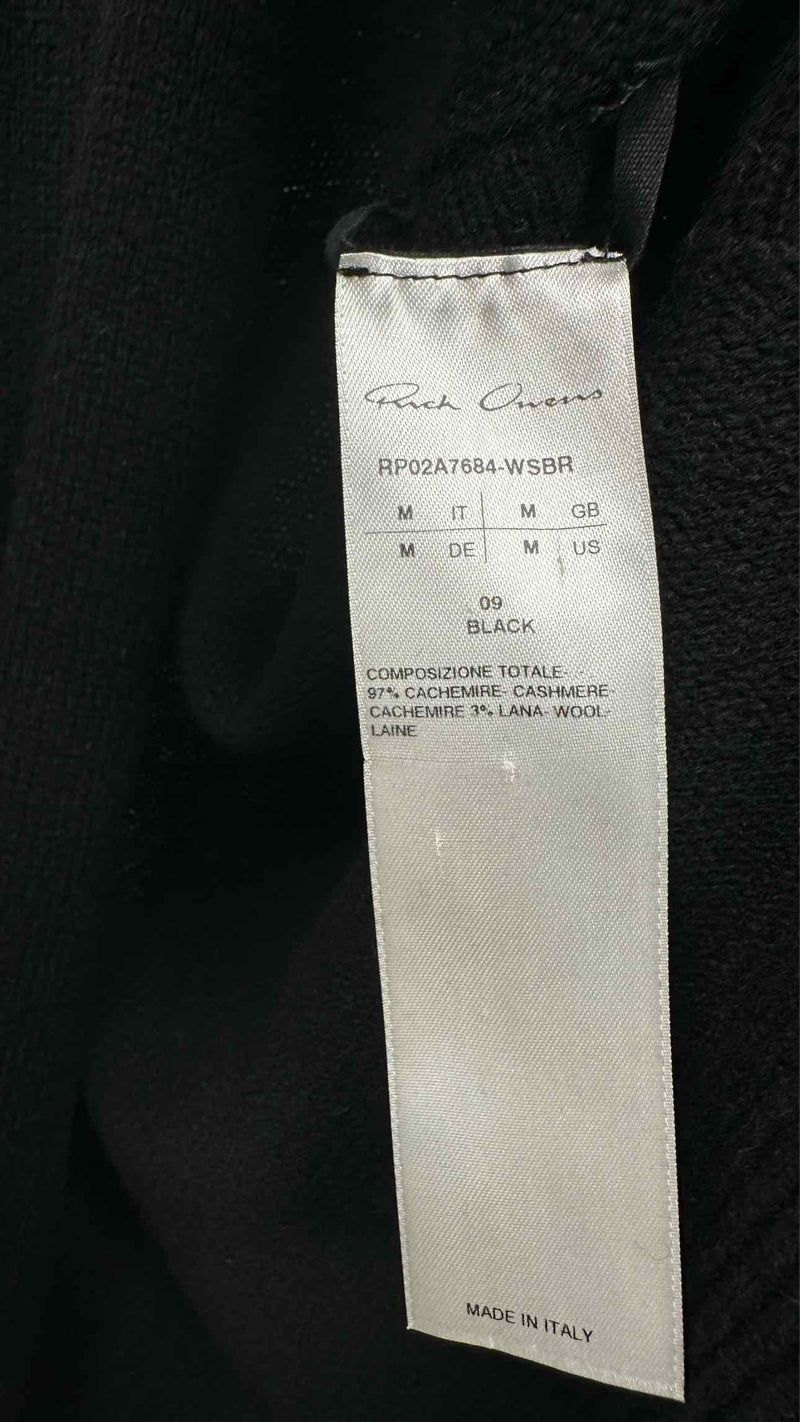 Rick Owens
RP02A7684-WSBR
M IT M GB
M DE M US
09
BLACK
COMPOSIZIONE TOTALE- -
97% CACHEMIRE- CASHMERE-
CACHEMIRE 3% LANA- WOOL-
LAINE
MADE IN ITALY